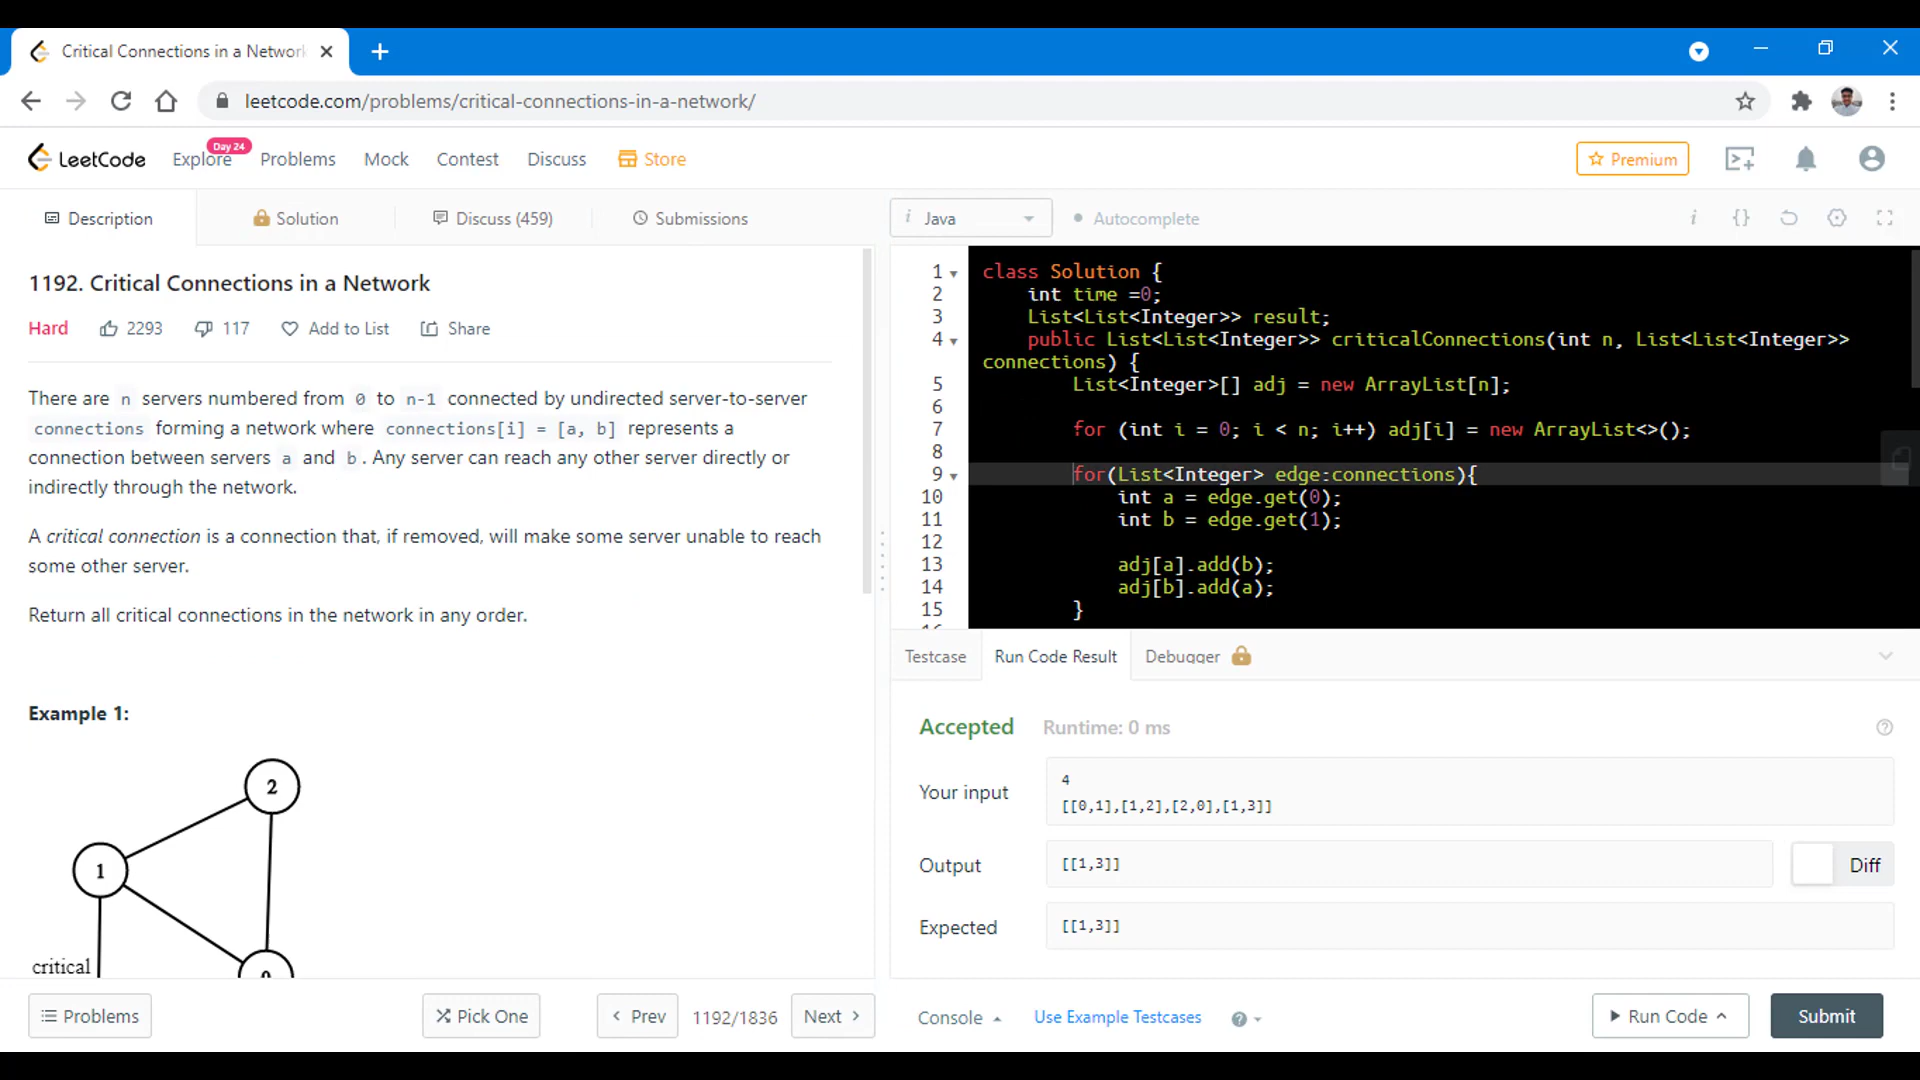 Critical Connections in a Network
leetcode.com/problems/critical-connections-in-a-network/
LeetCode
Explore
Day 24
Problems
Mock
Contest
Discuss
Store
Premium
Description
Solution
Discuss (459)
Submissions
i Java
Autocomplete
1192. Critical Connections in a Network
Hard
2293
117
Add to List
Share
There are n servers numbered from 0 to n-1 connected by undirected server-to-server
connections forming a network where connections[i] = [a, b] represents a
connection between servers a and b. Any server can reach any other server directly or
indirectly through the network.
A critical connection is a connection that, if removed, will make some server unable to reach
some other server.
Return all critical connections in the network in any order.
Example 1:
2
1
0
critical
1 class Solution {
2 int time =0;
3 List<List<Integer>> result;
4 public List<List<Integer>> criticalConnections(int n, List<List<Integer>>
connections) {
5 List<Integer>[] adj = new ArrayList[n];
6
7 for (int i = 0; i < n; i++) adj[i] = new ArrayList<>();
8
9 for(List<Integer> edge:connections){
10 int a = edge.get(0);
11 int b = edge.get(1);
12
13 adj[a].add(b);
14 adj[b].add(a);
15 }
Testcase
Run Code Result
Debugger
Accepted
Runtime: 0 ms
Your input
4
[[0,1],[1,2],[2,0],[1,3]]
Output
[[1,3]]
Diff
Expected
[[1,3]]
Problems
Pick One
Prev
1192/1836
Next
Console
Use Example Testcases
Run Code
Submit